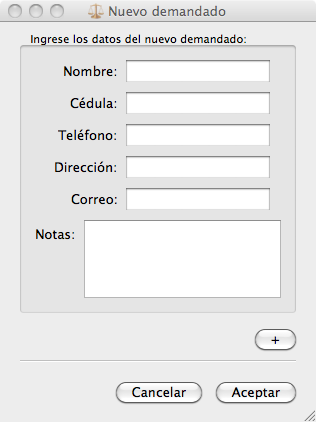 Nuevo demandado
Ingrese los datos del nuevo demandado:
Nombre:
Cédula:
Teléfono:
Dirección:
Correo:
Notas:
+
Cancelar Aceptar